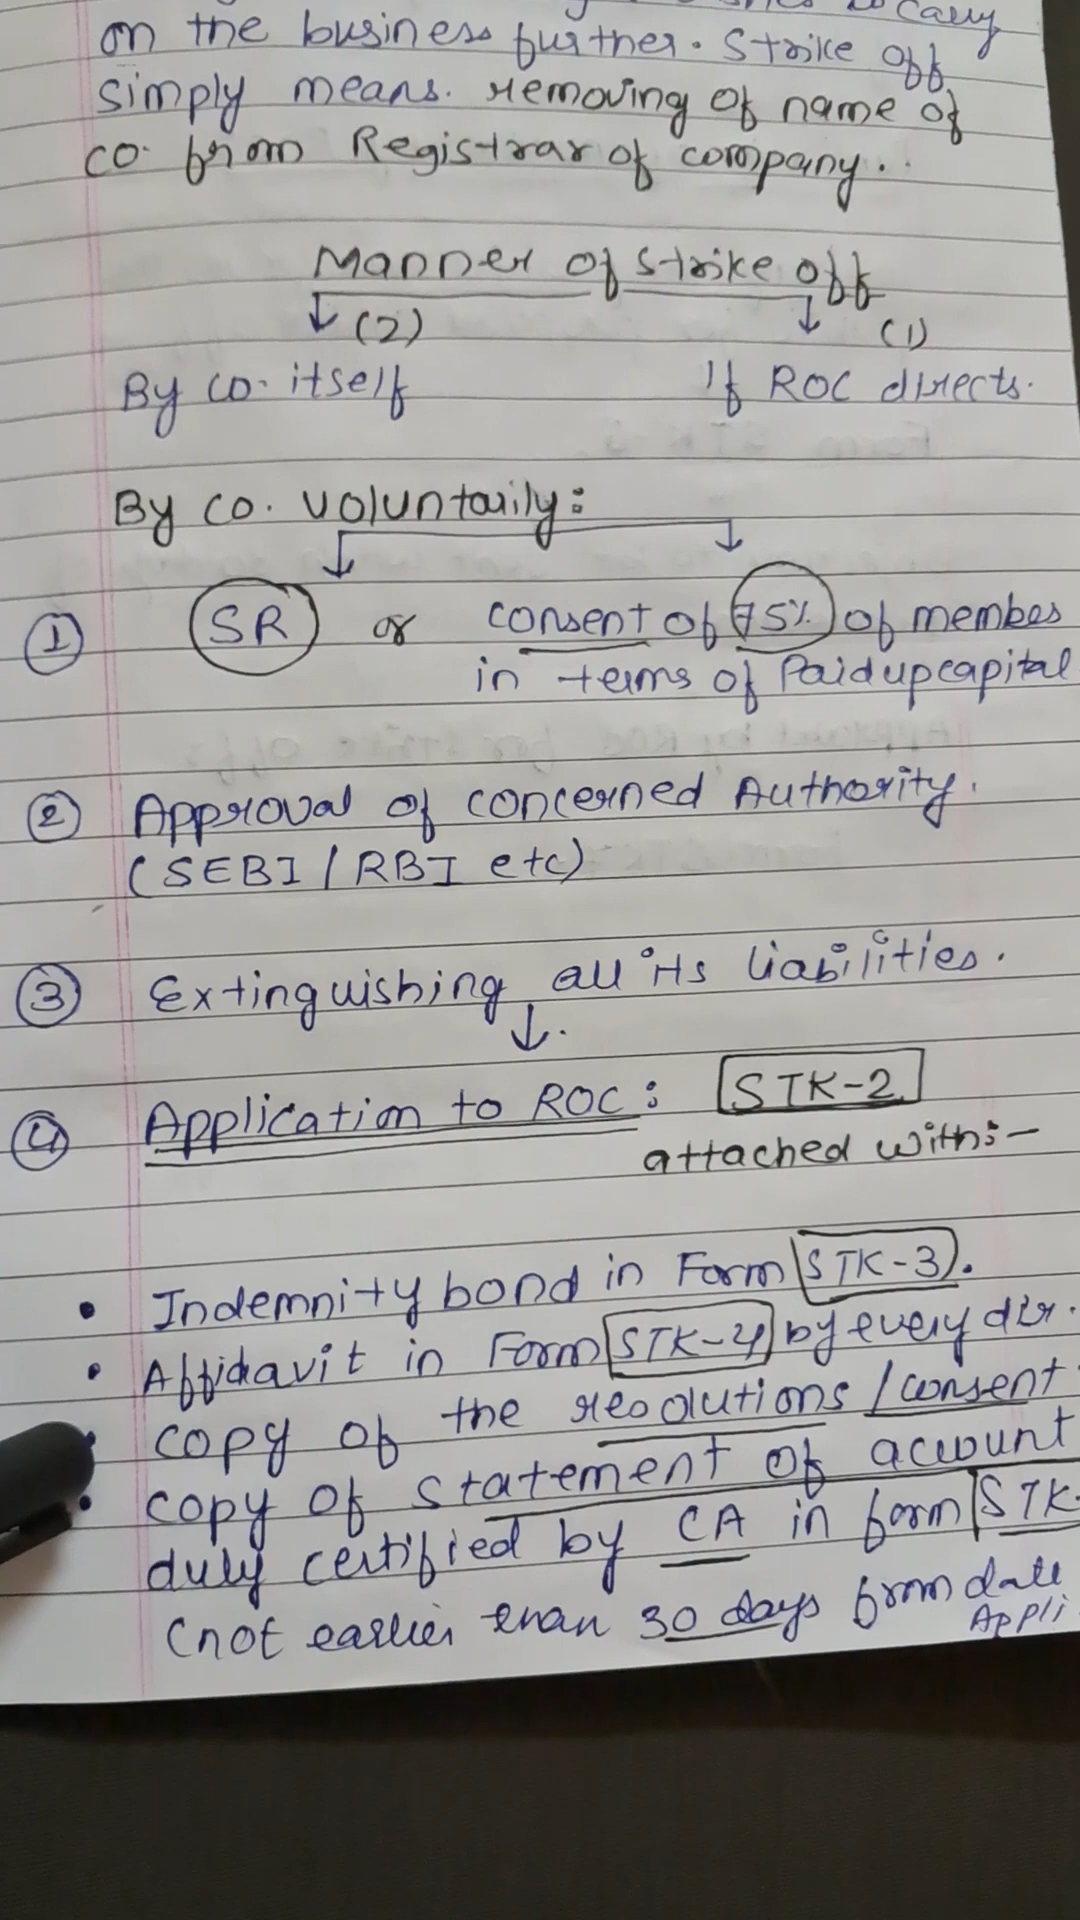 to carry
on the business further. Strike off
simply means. removing of name of
co. from Registrar of company..
Manner of strike off
(2) (1)
By co. itself If ROC directs.
By co. voluntarily:
1 SR or consent of 75% of membes
in terms of Paidupcapital
2 Approval of concerned Authority.
(SEBI / RBI etc)
3 Extinguishing all its liabilities.
4 Application to ROC: STK-2
attached with:-
• Indemnity bond in Form STK-3.
• Affidavit in Form STK-4 by every dir.
• copy of the resolutions / consent
• copy of statement of account
duly certified by CA in form STK-
(not earlier than 30 days from date
Appli